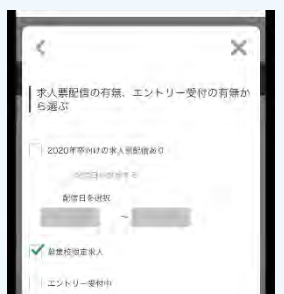 求人票配信の有無、エントリー受付の有無か
ら選ぶ
2020年卒向けの求人票配信あり
配信日を選択
~
募集校限定求人
エントリー受付中